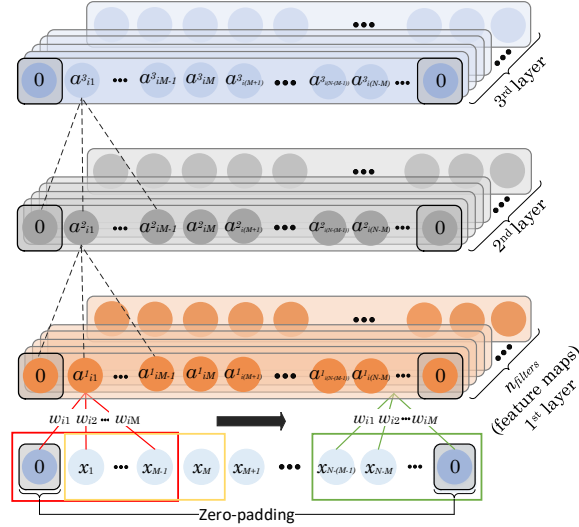 0 a³i1 ••• a³iM-1 a³iM a³i(M+1) ••• a³i(N-(M-1)) a³i(N-M) ••• 0
3rd layer
0 a²i1 ••• a²iM-1 a²iM a²i(M+1) ••• a²i(N-(M-1)) a²i(N-M) ••• 0
2nd layer
0 a¹i1 ••• a¹iM-1 a¹iM a¹i(M+1) ••• a¹i(N-(M-1)) a¹i(N-M) ••• 0
nfilters
(feature maps)
1st layer
wi1 wi2 ••• wiM wi1 wi2 ••• wiM
0 x1 ••• xM-1 xM xM+1 ••• xN-(M-1) xN-M ••• 0
Zero-padding